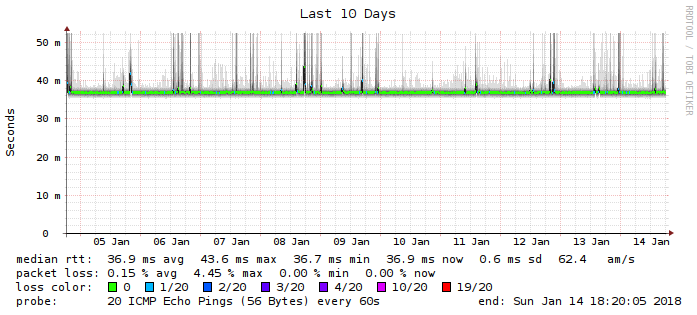 Last 10 Days
RRDTOOL / TOBI OETIKER
Seconds
50 m
40 m
30 m
20 m
10 m
0
05 Jan 06 Jan 07 Jan 08 Jan 09 Jan 10 Jan 11 Jan 12 Jan 13 Jan 14 Jan
median rtt: 36.9 ms avg 43.6 ms max 36.7 ms min 36.9 ms now 0.6 ms sd 62.4 am/s
packet loss: 0.15 % avg 4.45 % max 0.00 % min 0.00 % now
loss color: 0 1/20 2/20 3/20 4/20 10/20 19/20
probe: 20 ICMP Echo Pings (56 Bytes) every 60s end: Sun Jan 14 18:20:05 2018